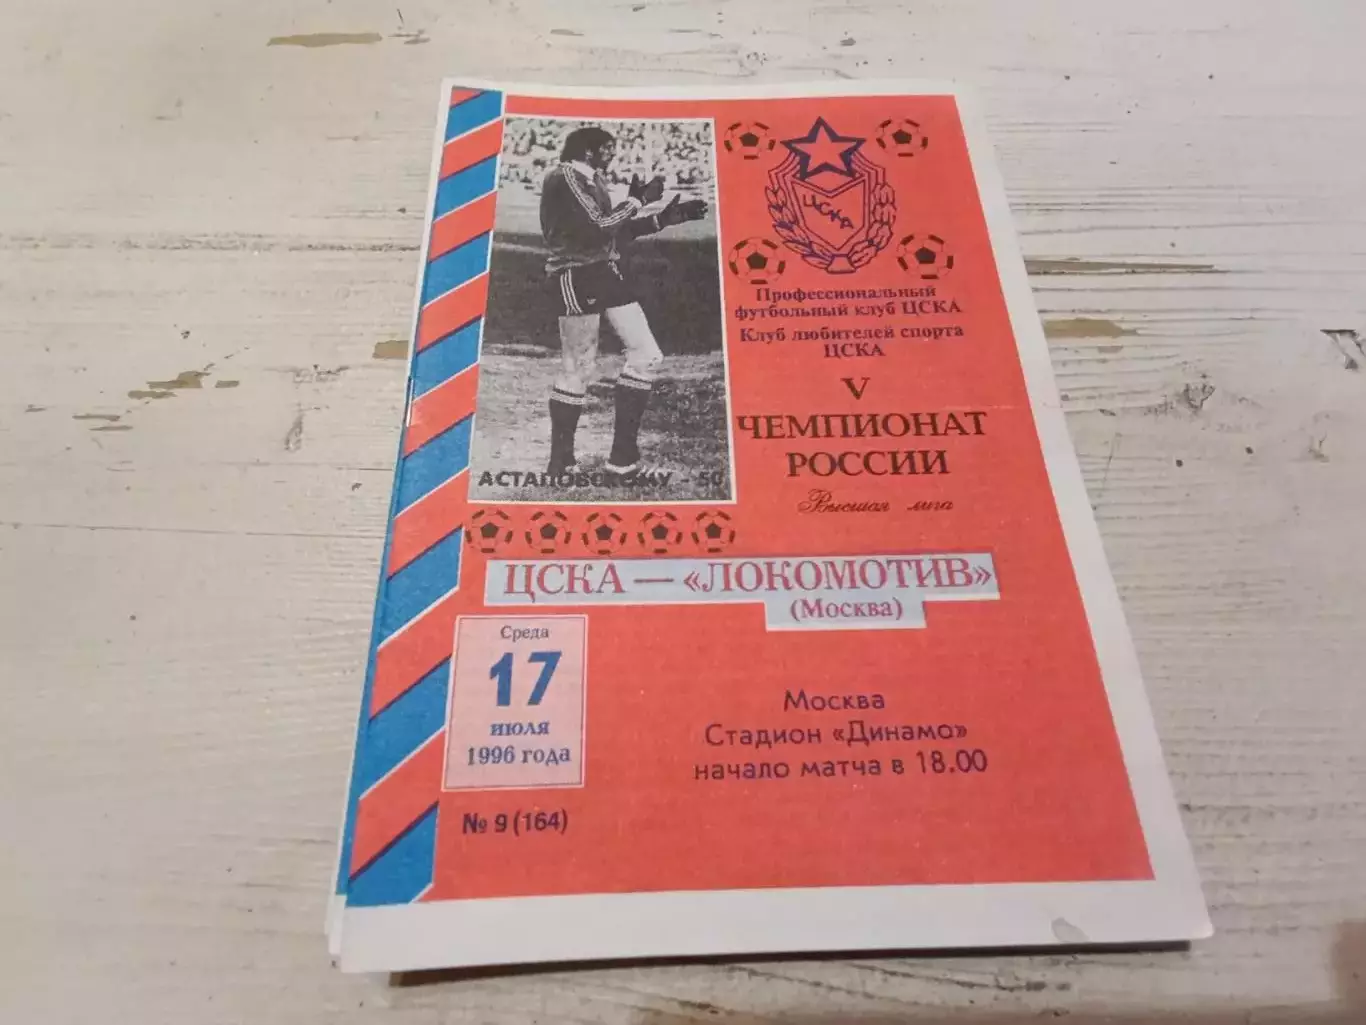 ЦСКА
Профессиональный
футбольный клуб ЦСКА
Клуб любителей спорта
ЦСКА
V
ЧЕМПИОНАТ
РОССИИ
Высшая лига
АСТАПОВСКОМУ - 50
ЦСКА — «ЛОКОМОТИВ»
(Москва)
Среда
17
июля
1996 года
Москва
Стадион «Динамо»
начало матча в 18.00
№ 9 (164)